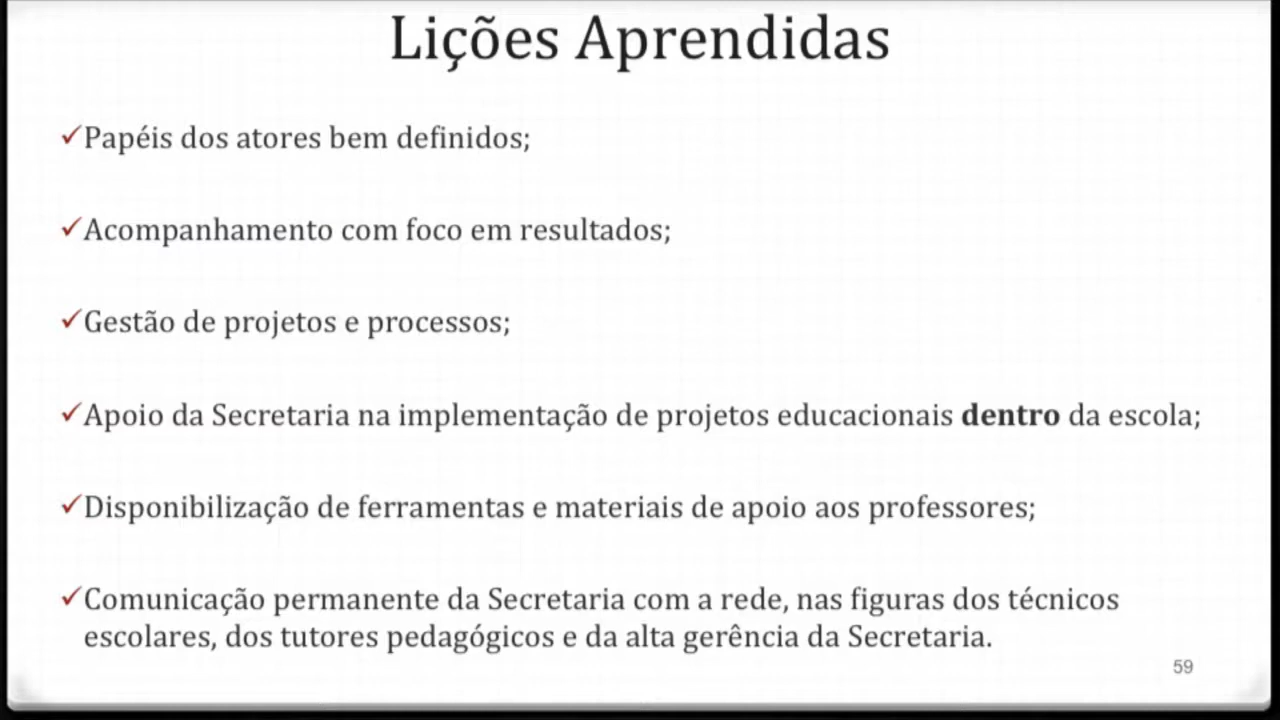 Lições Aprendidas
✓Papéis dos atores bem definidos;
✓Acompanhamento com foco em resultados;
✓Gestão de projetos e processos;
✓Apoio da Secretaria na implementação de projetos educacionais dentro da escola;
✓Disponibilização de ferramentas e materiais de apoio aos professores;
✓Comunicação permanente da Secretaria com a rede, nas figuras dos técnicos
escolares, dos tutores pedagógicos e da alta gerência da Secretaria.
59